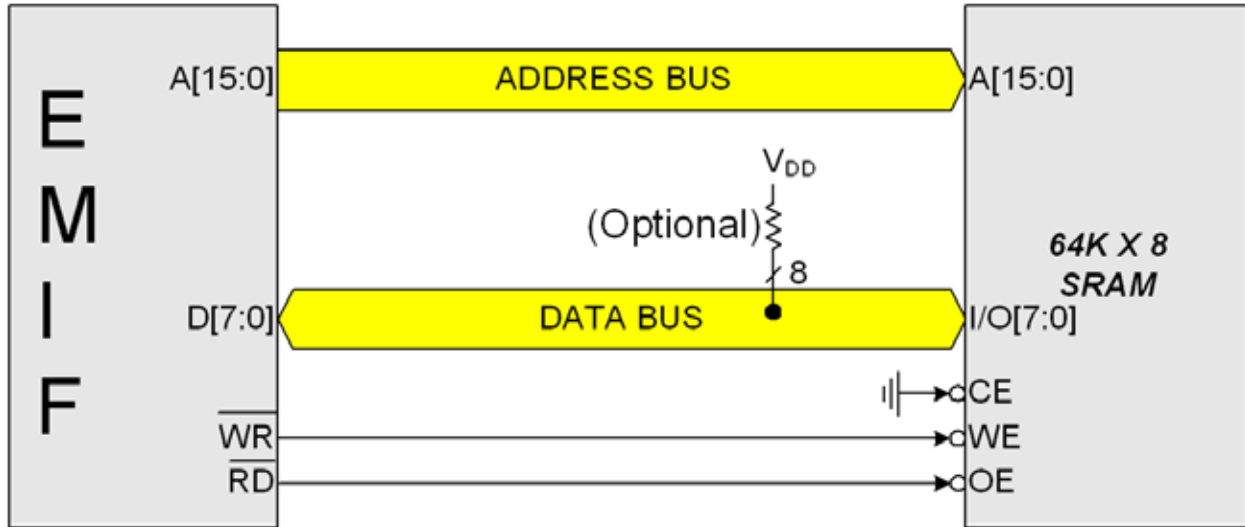 EMIF
A[15:0] ADDRESS BUS A[15:0]
VDD
(Optional)
8
64K X 8
SRAM
D[7:0] DATA BUS I/O[7:0]
CE
WR WE
RD OE